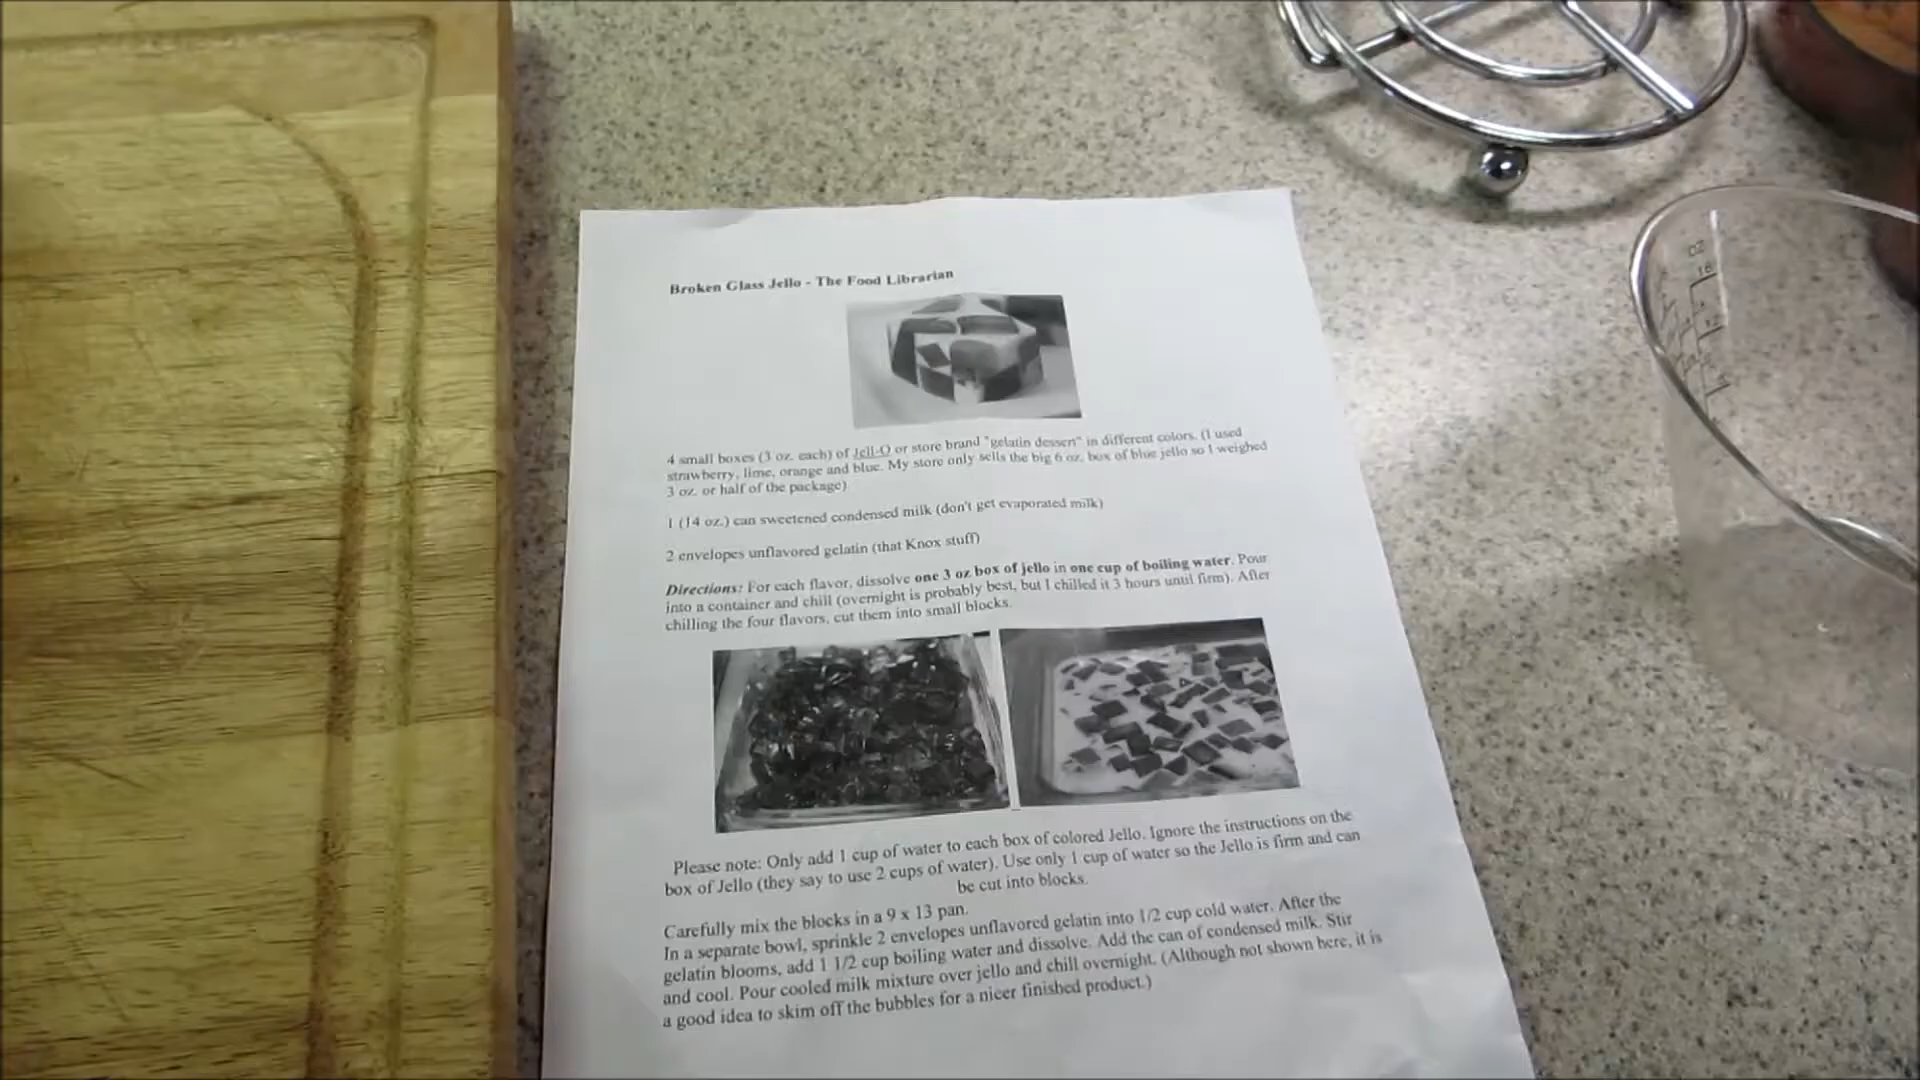 Broken Glass Jello - The Food Librarian
4 small boxes (3 oz. each) of Jell-O or store brand "gelatin dessert" in different colors. (I used
strawberry, lime, orange and blue. My store only sells the big 6 oz. box of blue jello so I weighed
3 oz. or half of the package)
1 (14 oz.) can sweetened condensed milk (don't get evaporated milk)
2 envelopes unflavored gelatin (that Knox stuff)
Directions: For each flavor, dissolve one 3 oz box of jello in one cup of boiling water. Pour
into a container and chill (overnight is probably best, but I chilled it 3 hours until firm). After
chilling the four flavors, cut them into small blocks.
Please note: Only add 1 cup of water to each box of colored Jello. Ignore the instructions on the
box of Jello (they say to use 2 cups of water). Use only 1 cup of water so the Jello is firm and can
be cut into blocks.
Carefully mix the blocks in a 9 x 13 pan.
In a separate bowl, sprinkle 2 envelopes unflavored gelatin into 1/2 cup cold water. After the
gelatin blooms, add 1 1/2 cup boiling water and dissolve. Add the can of condensed milk. Stir
and cool. Pour cooled milk mixture over jello and chill overnight. (Although not shown here, it is
a good idea to skim off the bubbles for a nicer finished product.)
OZ
16
12